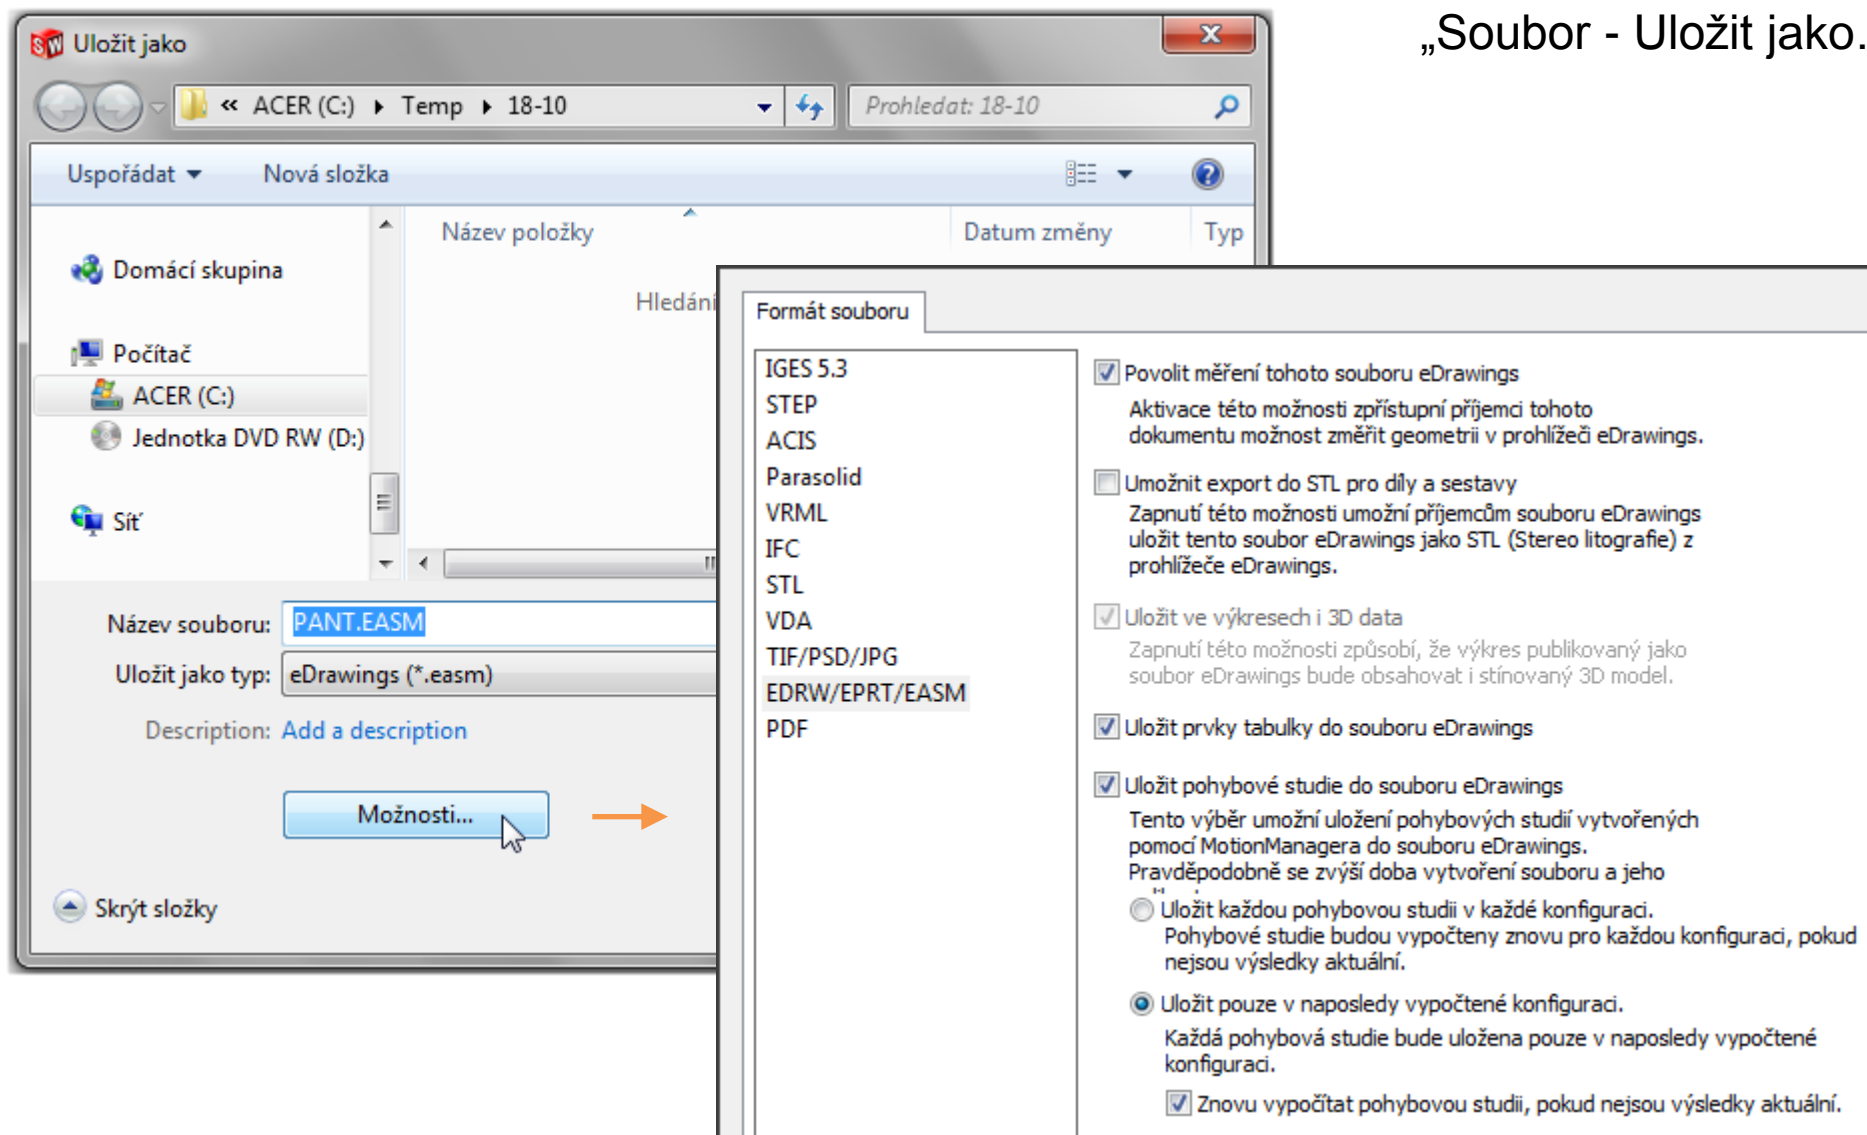 „Soubor - Uložit jako.
Uložit jako
« ACER (C:) Temp 18-10
Prohledat: 18-10
Uspořádat
Nová složka
Název položky
Datum změny
Typ
Domácí skupina
Hledání
Počítač
ACER (C:)
Jednotka DVD RW (D:)
Síť
Název souboru: PANT.EASM
Uložit jako typ: eDrawings (*.easm)
Description: Add a description
Možnosti...
Skrýt složky
Formát souboru
IGES 5.3
STEP
ACIS
Parasolid
VRML
IFC
STL
VDA
TIF/PSD/JPG
EDRW/EPRT/EASM
PDF
Povolit měření tohoto souboru eDrawings
Aktivace této možnosti zpřístupní příjemci tohoto
dokumentu možnost změřit geometrii v prohlížeči eDrawings.
Umožnit export do STL pro díly a sestavy
Zapnutí této možnosti umožní příjemcům souboru eDrawings
uložit tento soubor eDrawings jako STL (Stereo litografie) z
prohlížeče eDrawings.
Uložit ve výkresech i 3D data
Zapnutí této možnosti způsobí, že výkres publikovaný jako
soubor eDrawings bude obsahovat i stínovaný 3D model.
Uložit prvky tabulky do souboru eDrawings
Uložit pohybové studie do souboru eDrawings
Tento výběr umožní uložení pohybových studií vytvořených
pomocí MotionManagera do souboru eDrawings.
Pravděpodobně se zvýší doba vytvoření souboru a jeho
Uložit každou pohybovou studii v každé konfiguraci.
Pohybové studie budou vypočteny znovu pro každou konfiguraci, pokud
nejsou výsledky aktuální.
Uložit pouze v naposledy vypočtené konfiguraci.
Každá pohybová studie bude uložena pouze v naposledy vypočtené
konfiguraci.
Znovu vypočítat pohybovou studii, pokud nejsou výsledky aktuální.